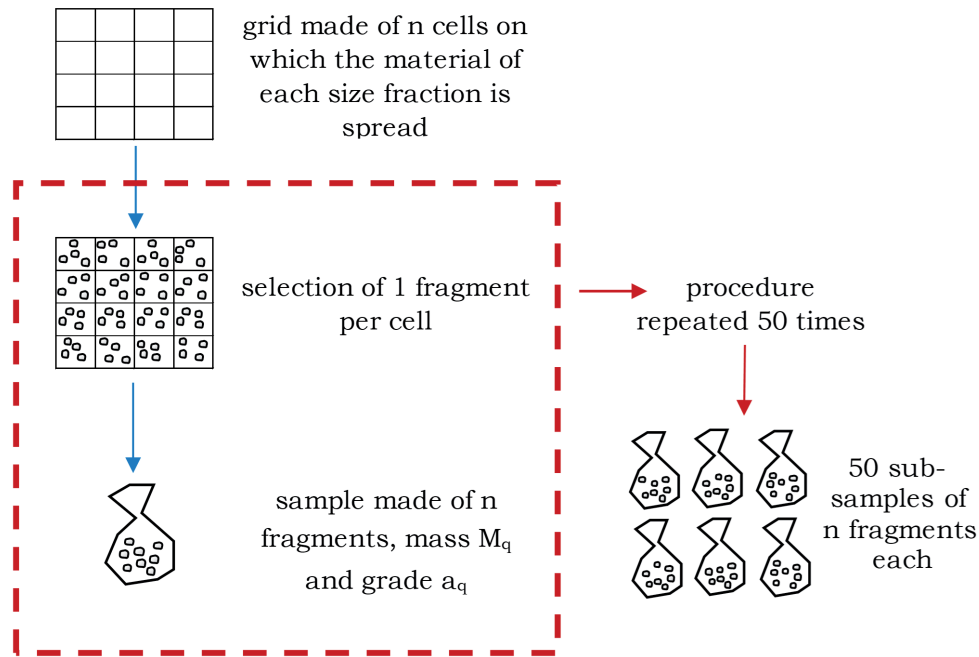 grid made of n cells on
which the material of
each size fraction is
spread
selection of 1 fragment
per cell
procedure
repeated 50 times
sample made of n
fragments, mass Mq
and grade aq
50 sub-
samples of
n fragments
each